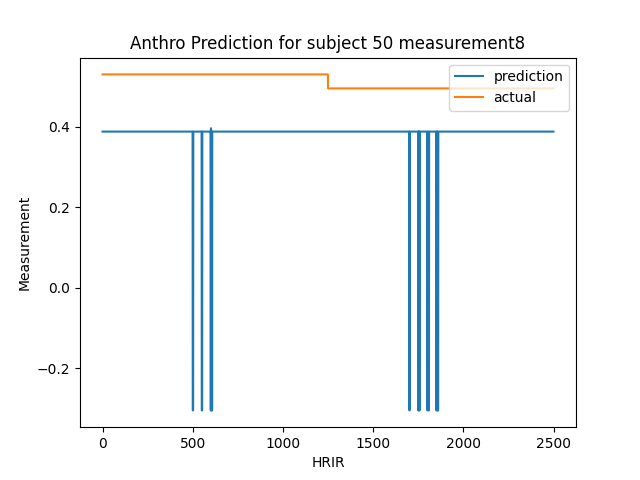 Anthro Prediction for subject 50 measurement8
prediction
actual
0.4
0.2
0.0
−0.2
Measurement
0 500 1000 1500 2000 2500
HRIR